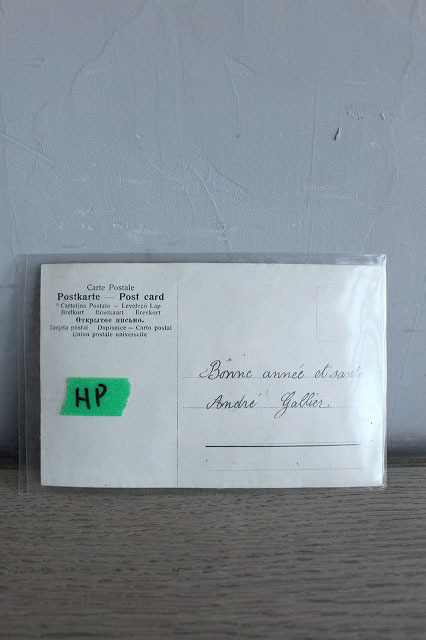 Carte Postale
Postkarte — Post card
Cartolina Postale – Levelező Lap
Brefkort Briefkaart Brevkort
Открытое письмо.
Tarjeta postal Dopisnice – Carto postal
Union postale universelle
HP
Bonne année et santé
André Gallier.